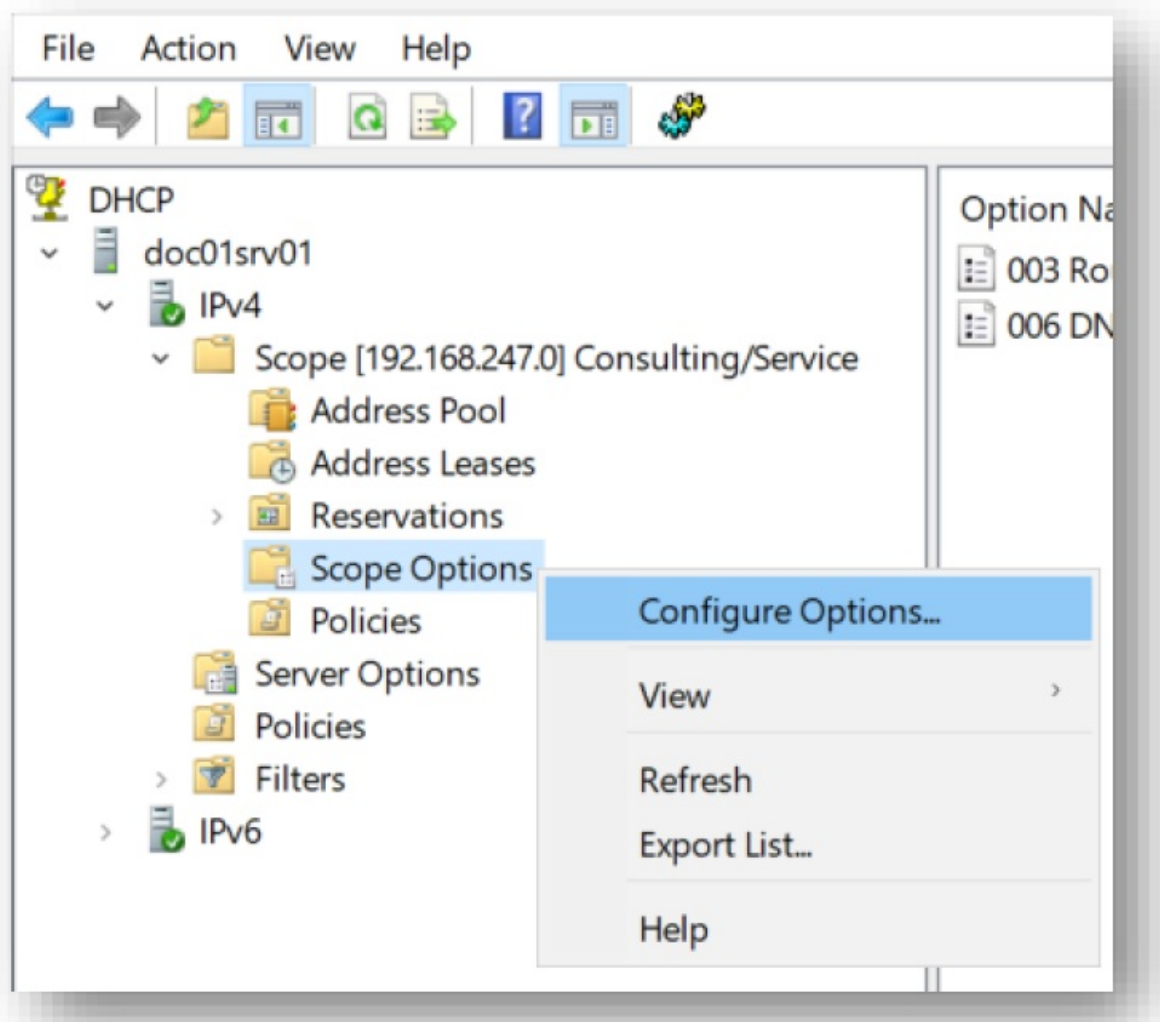 File Action View Help
DHCP
doc01srv01
IPv4
Scope [192.168.247.0] Consulting/Service
Address Pool
Address Leases
Reservations
Scope Options
Policies
Server Options
Policies
Filters
IPv6
Option Na
003 Ro
006 DN
Configure Options...
View
Refresh
Export List...
Help